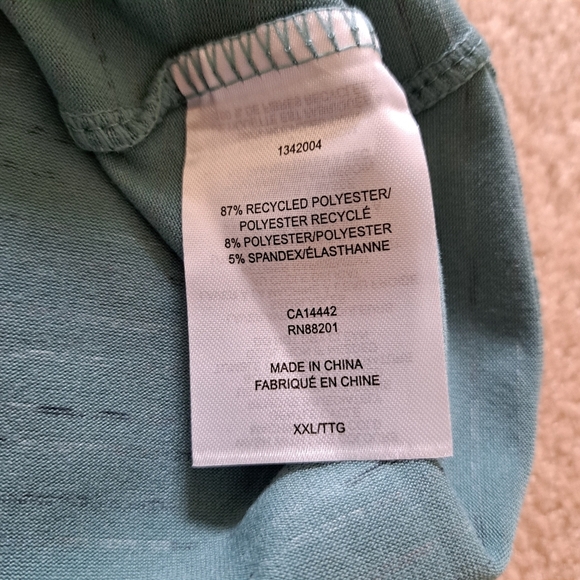 1342004
87% RECYCLED POLYESTER/
POLYESTER RECYCLÉ
8% POLYESTER/POLYESTER
5% SPANDEX/ÉLASTHANNE
CA14442
RN88201
MADE IN CHINA
FABRIQUÉ EN CHINE
XXL/TTG